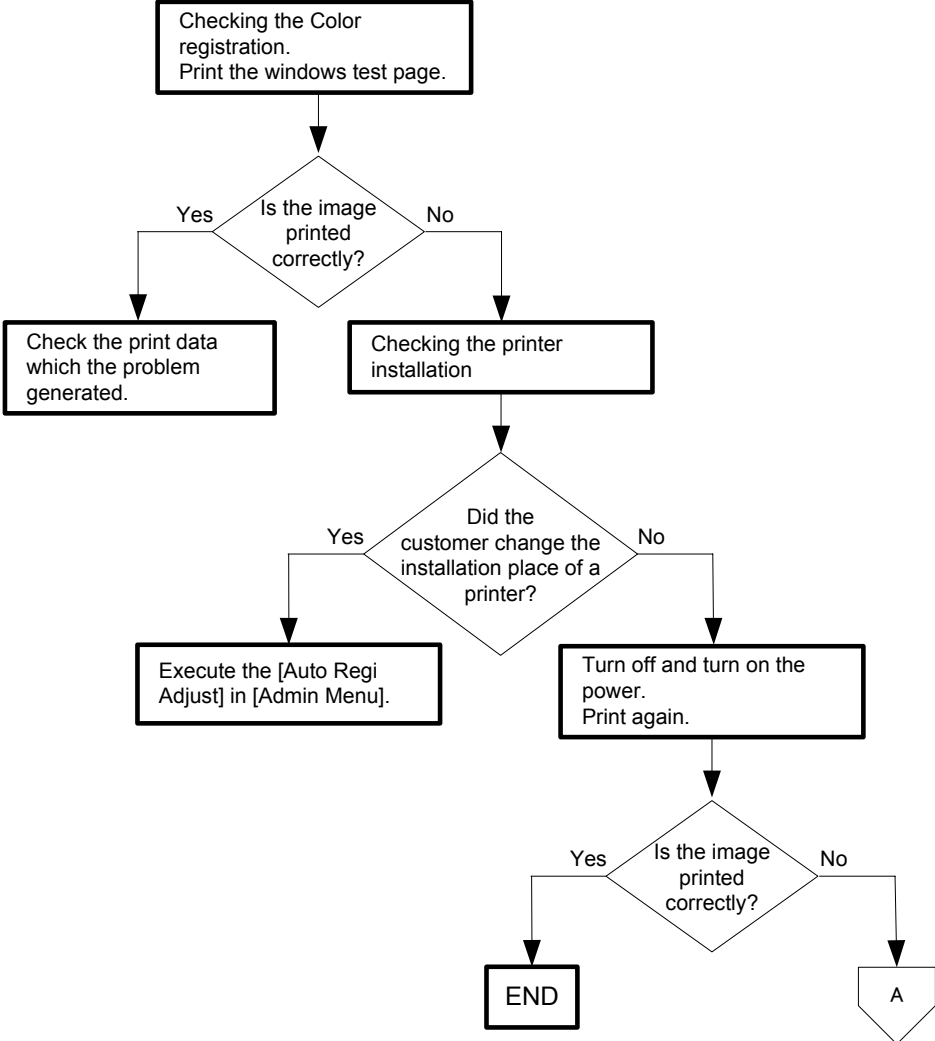 Checking the Color
registration.
Print the windows test page.
Is the image
printed
correctly?
Yes
No
Check the print data
which the problem
generated.
Checking the printer
installation
Did the
customer change the
installation place of a
printer?
Yes
No
Execute the [Auto Regi
Adjust] in [Admin Menu].
Turn off and turn on the
power.
Print again.
Is the image
printed
correctly?
Yes
No
END
A